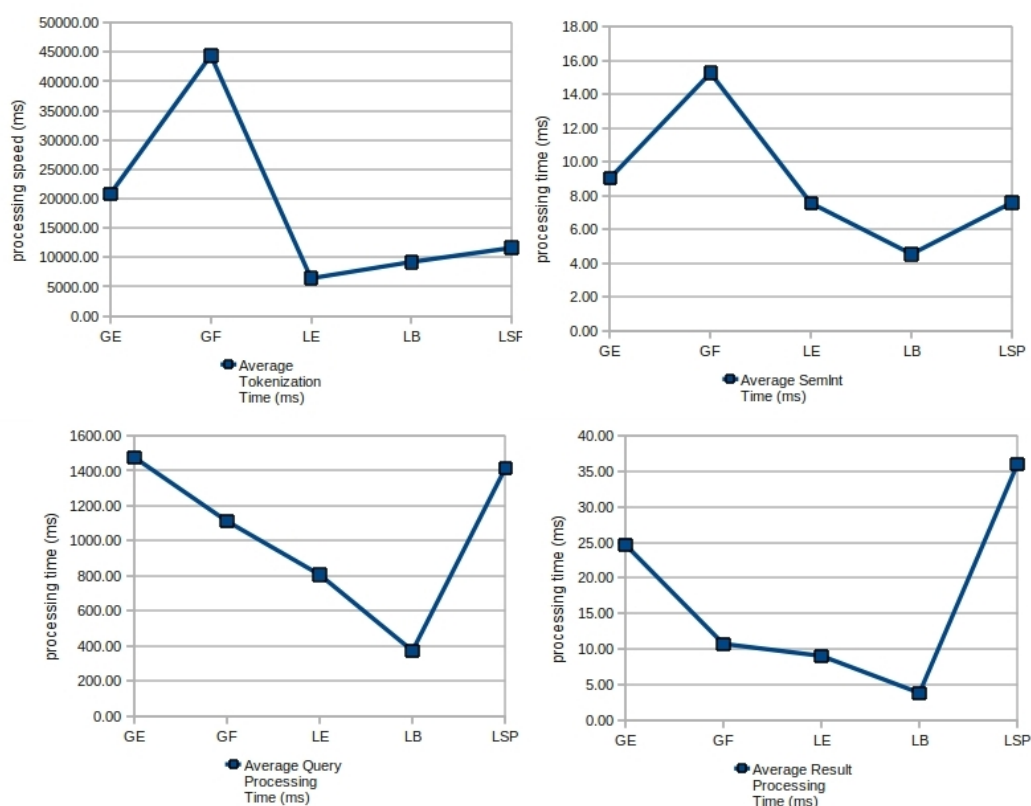 50000.00
45000.00
40000.00
35000.00
30000.00
25000.00
20000.00
15000.00
10000.00
5000.00
0.00
processing speed (ms)
GE GF LE LB LSP
Average
Tokenization
Time (ms)
18.00
16.00
14.00
12.00
10.00
8.00
6.00
4.00
2.00
0.00
processing time (ms)
GE GF LE LB LSP
Average SemInt
Time (ms)
1600.00
1400.00
1200.00
1000.00
800.00
600.00
400.00
200.00
0.00
processing time (ms)
GE GF LE LB LSP
Average Query
Processing
Time (ms)
40.00
35.00
30.00
25.00
20.00
15.00
10.00
5.00
0.00
processing time (ms)
GE GF LE LB LSP
Average Result
Processing
Time (ms)